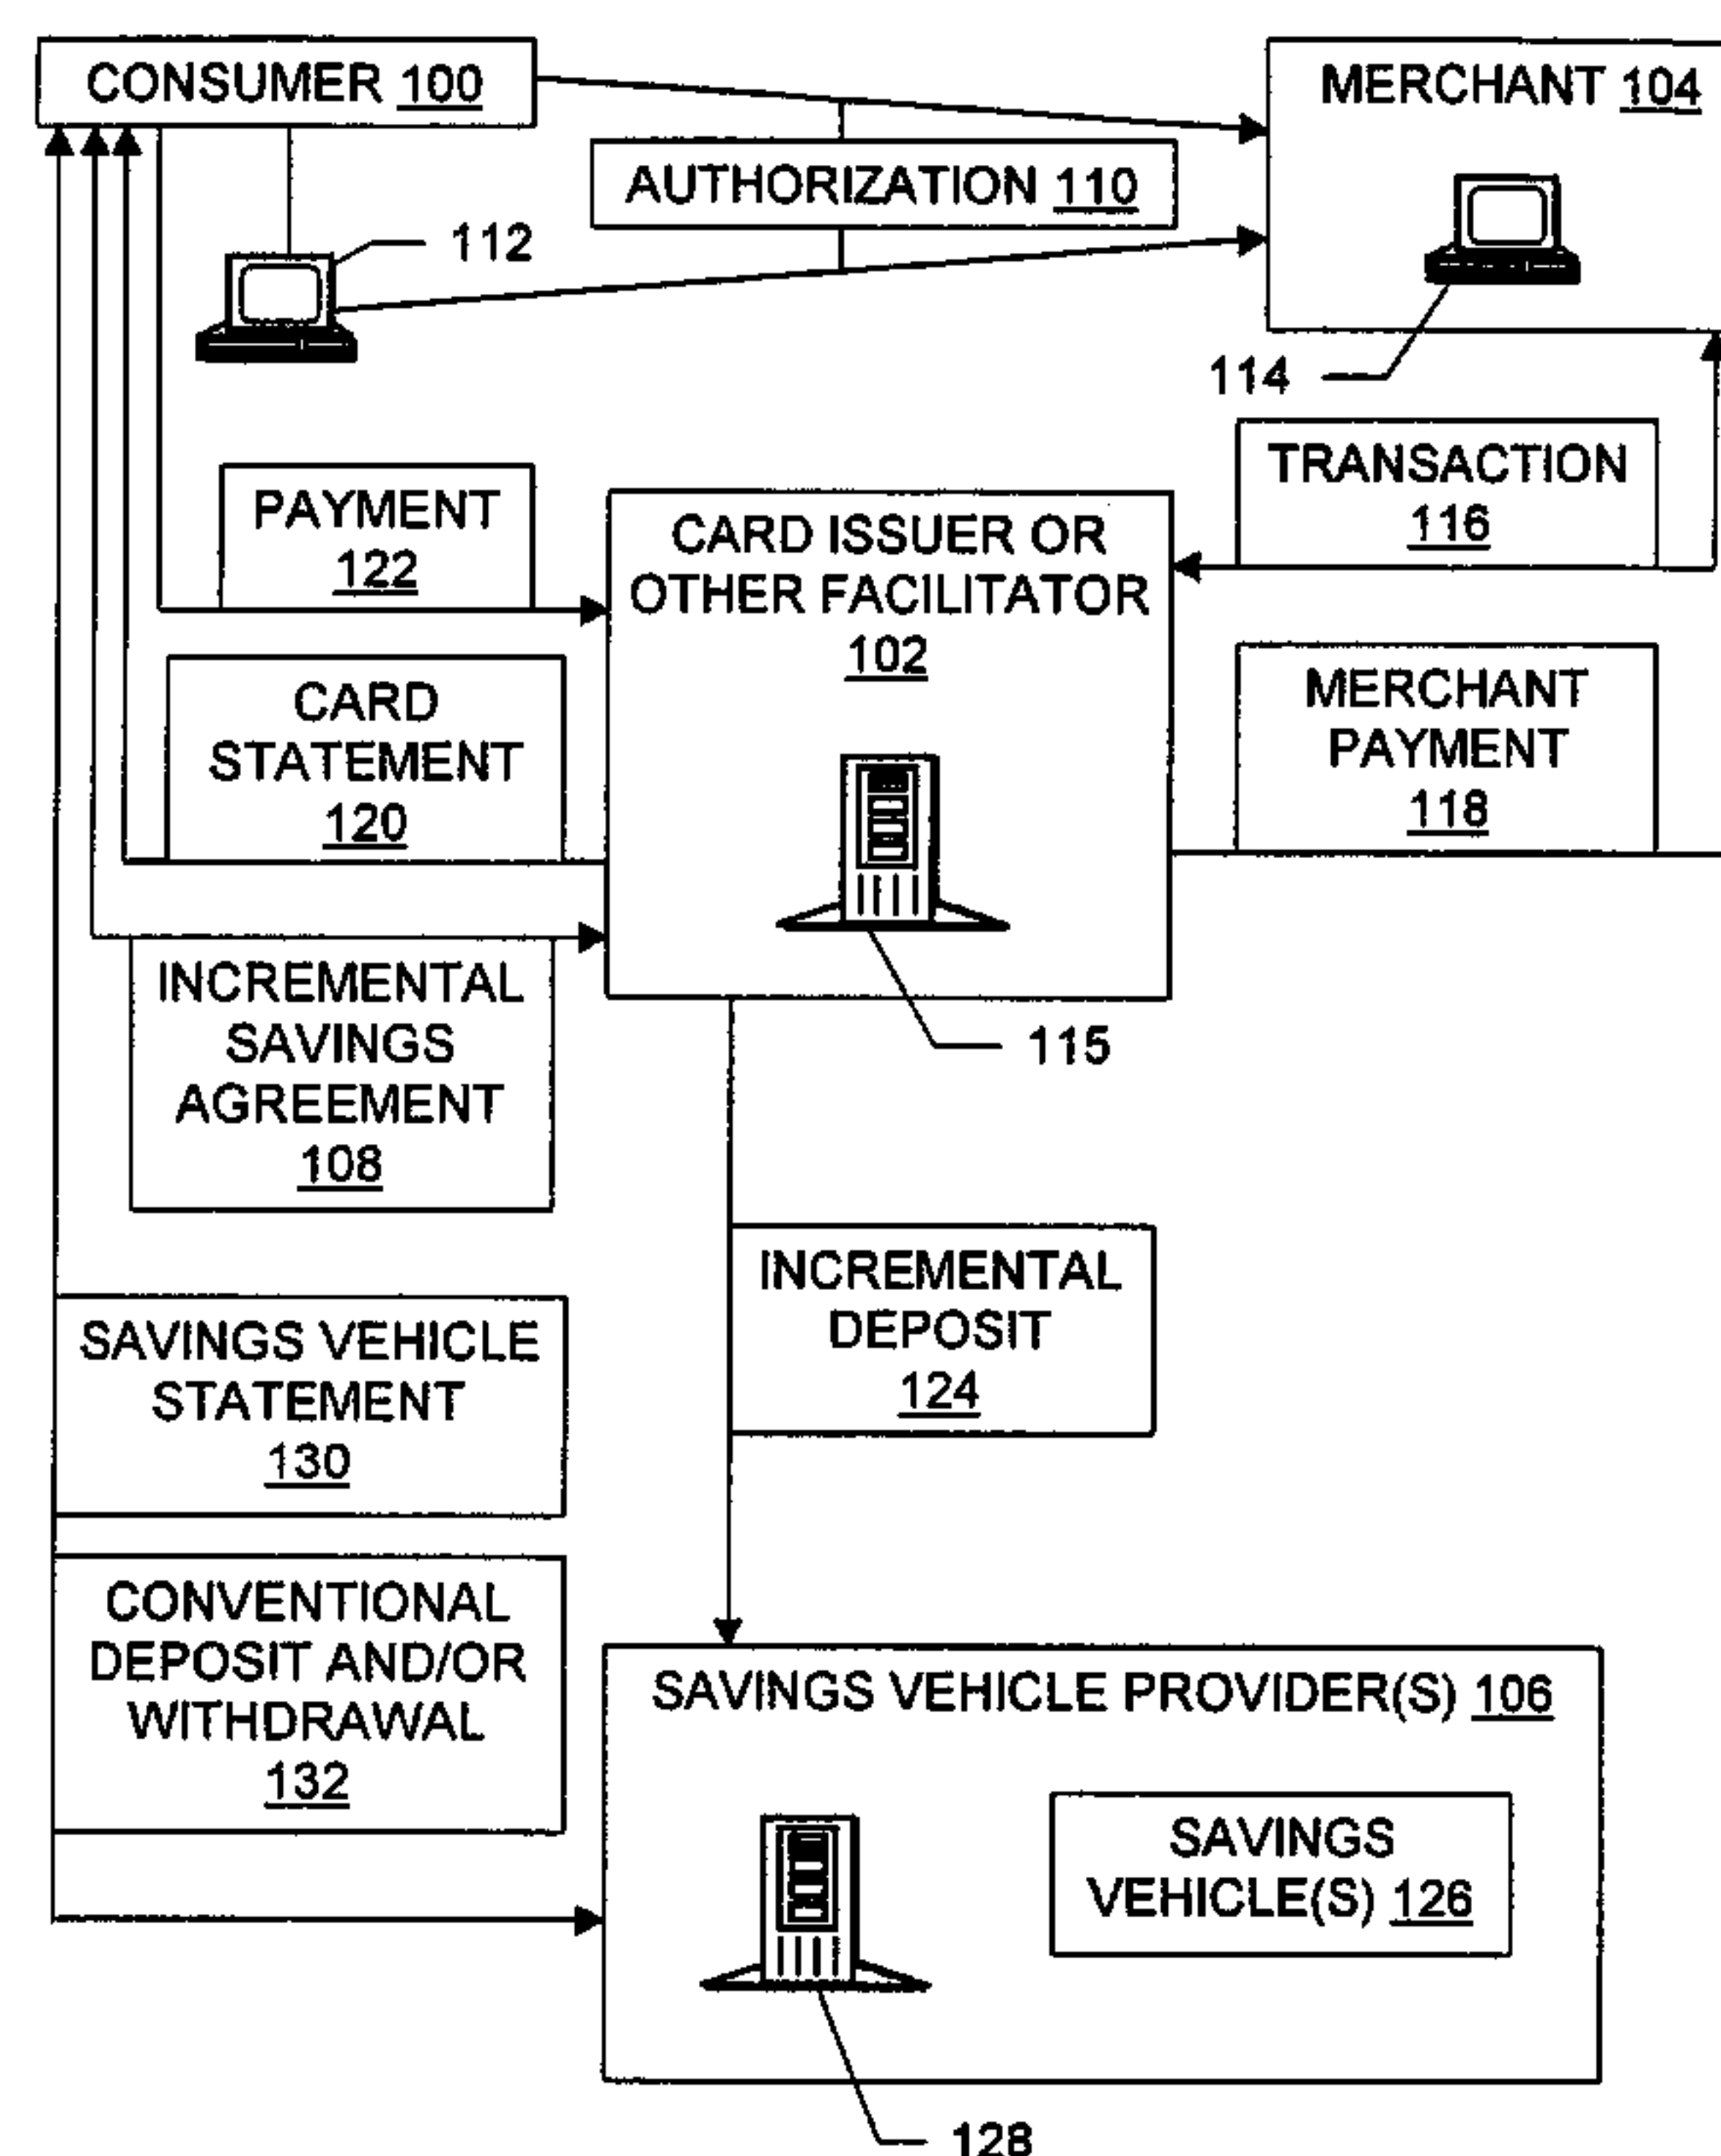 CONSUMER 100
MERCHANT 104
AUTHORIZATION 110
112
114
TRANSACTION
116
PAYMENT
122
CARD ISSUER OR
OTHER FACILITATOR
102
MERCHANT
PAYMENT
118
CARD
STATEMENT
120
INCREMENTAL
SAVINGS
AGREEMENT
108
115
INCREMENTAL
DEPOSIT
124
SAVINGS VEHICLE
STATEMENT
130
CONVENTIONAL
DEPOSIT AND/OR
WITHDRAWAL
132
SAVINGS VEHICLE PROVIDER(S) 106
SAVINGS
VEHICLE(S) 126
128